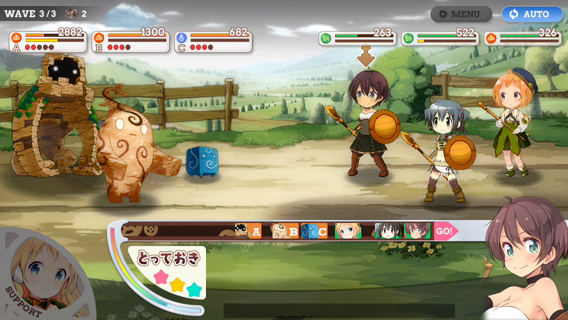 WAVE 3/3 2
MENU
AUTO
2882
A
1300
B
682
C
263
522
326
A B C GO!
とっておき
SUPPORT